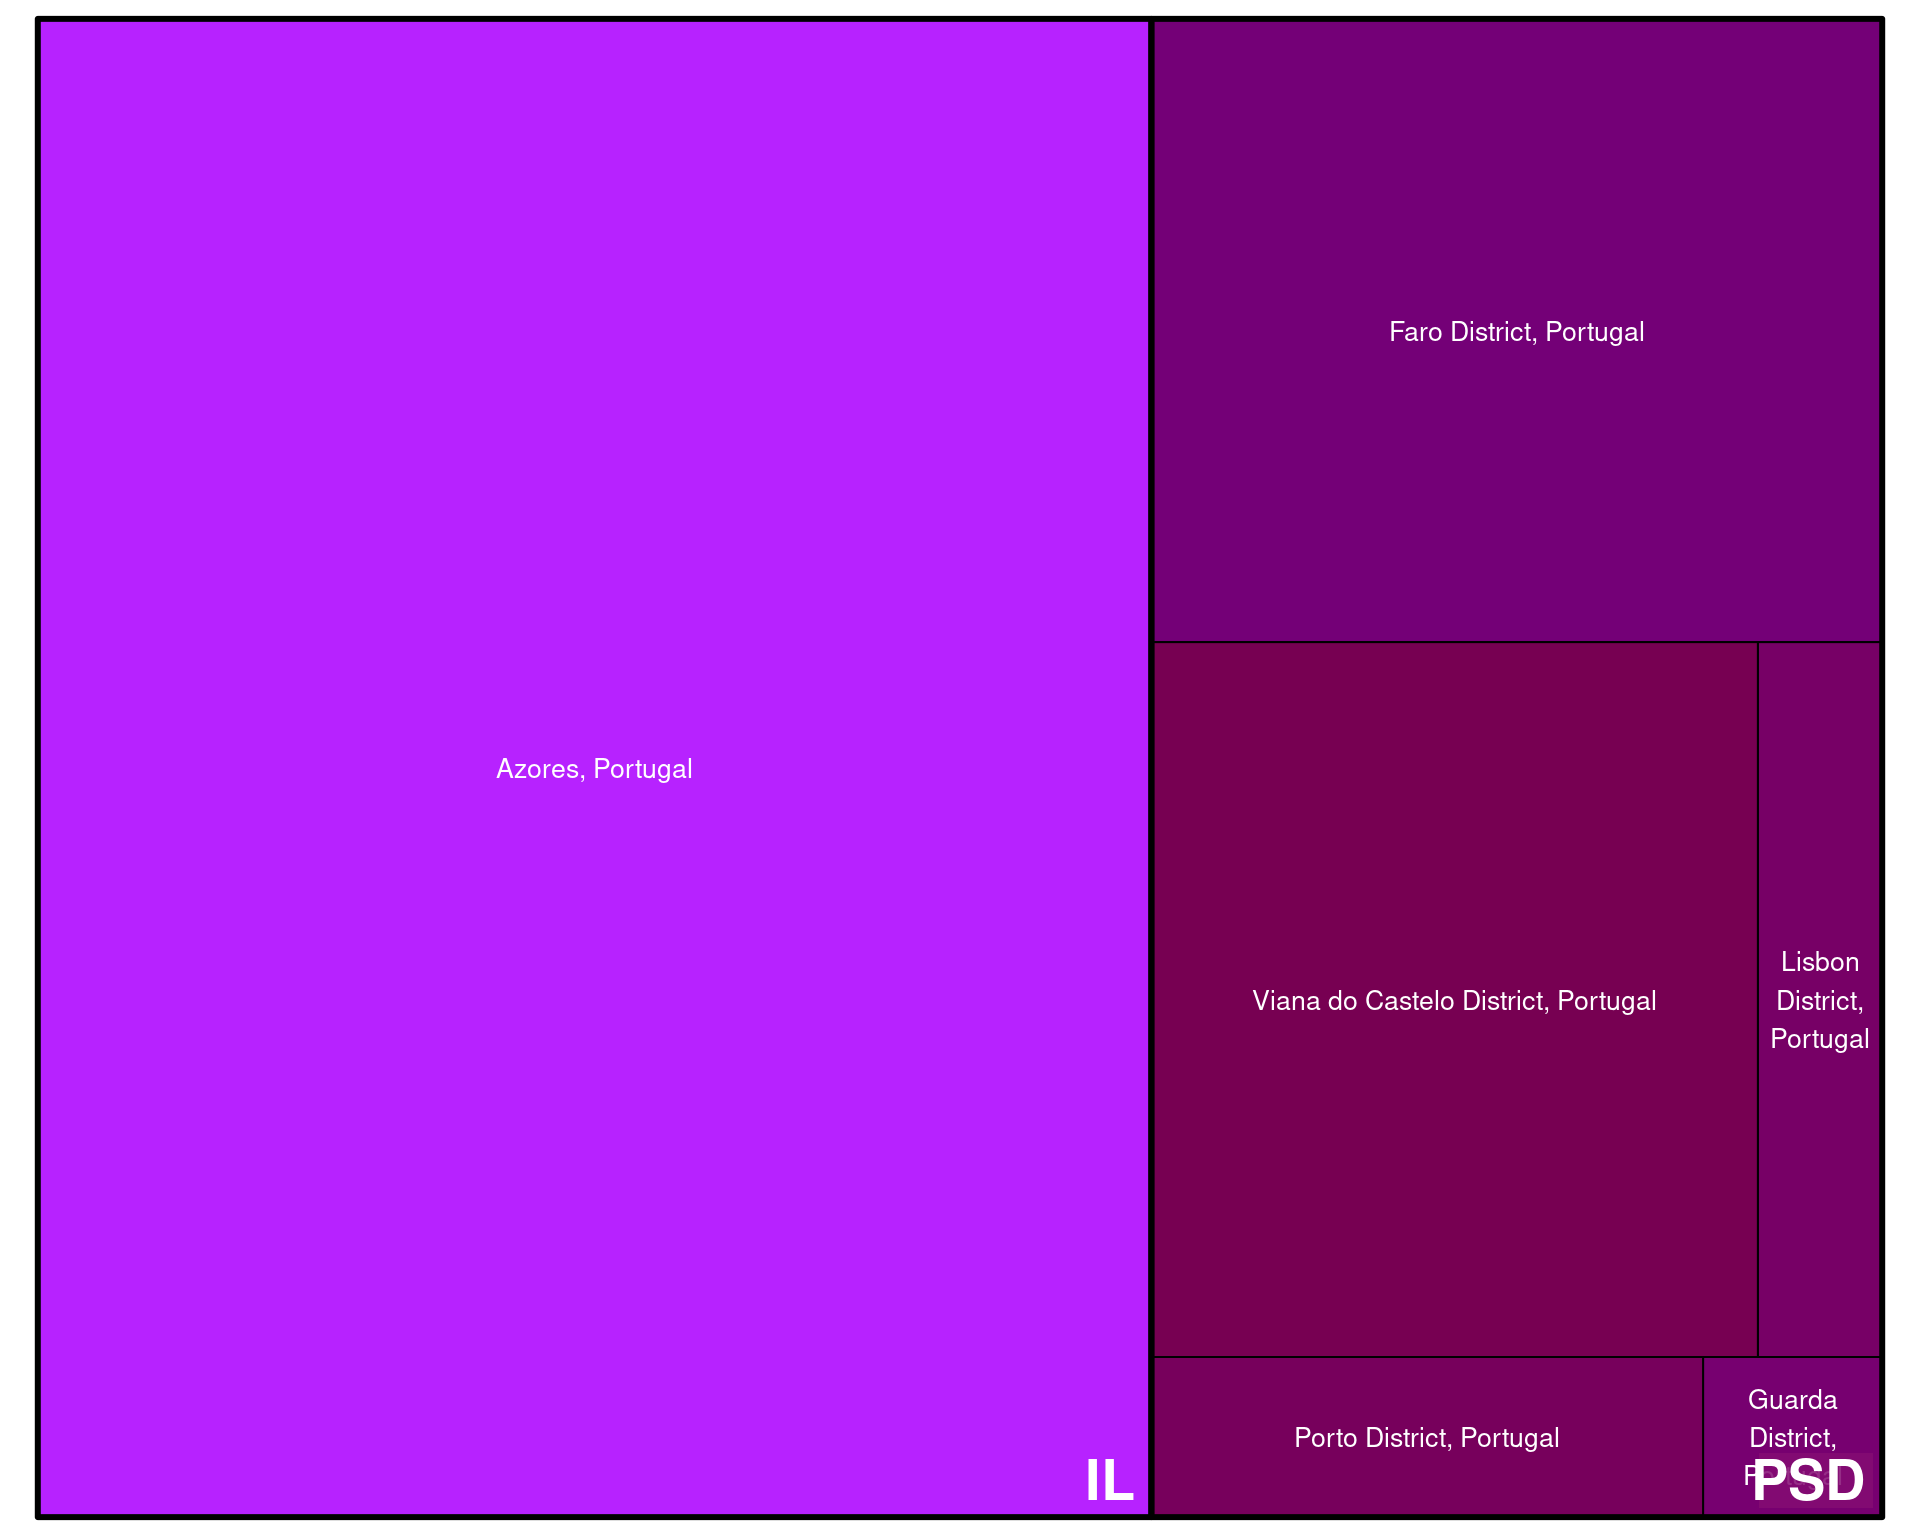 Azores, Portugal
IL
Faro District, Portugal
Viana do Castelo District, Portugal
Lisbon
District,
Portugal
Porto District, Portugal
Guarda
District,
PSD